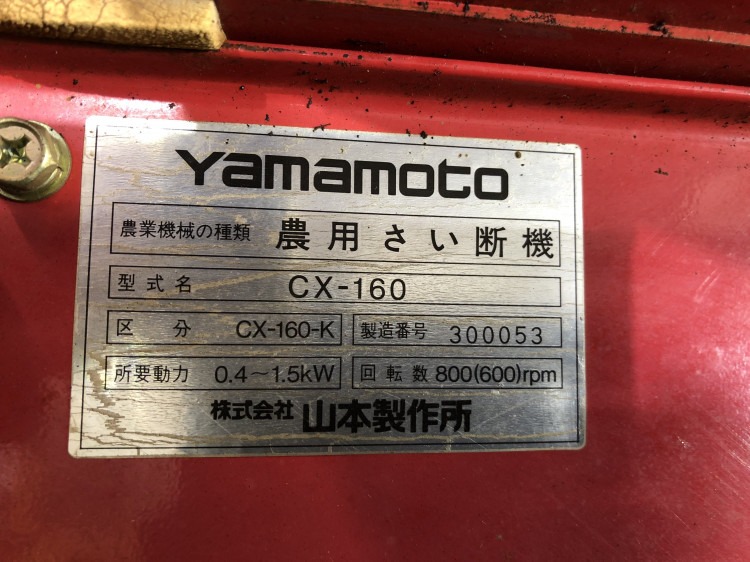 Yamamoto
農業機械の種類 農用さい断機
型式名 CX-160
区分 CX-160-K 製造番号 300053
所要動力 0.4～1.5kW 回転数 800(600)rpm
株式会社 山本製作所